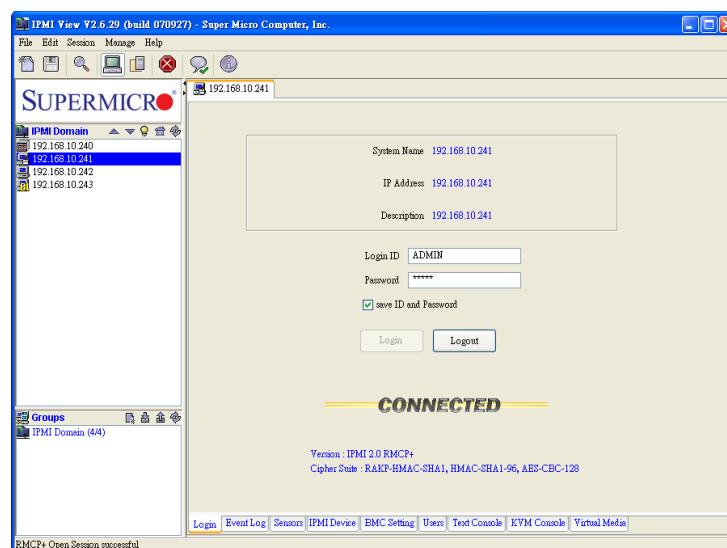 IPMI View V2.6.29 (build 070927) - Super Micro Computer, Inc.
File Edit Session Manage Help
SUPERMICRO
192.168.10.241
IPMI Domain
192.168.10.240
192.168.10.241
192.168.10.242
192.168.10.243
System Name 192.168.10.241
IP Address 192.168.10.241
Description 192.168.10.241
Login ID ADMIN
Password *****
save ID and Password
Login Logout
CONNECTED
Groups
IPMI Domain (4/4)
Version : IPMI 2.0 RMCP+
Cipher Suite : RAKP-HMAC-SHA1, HMAC-SHA1-96, AES-CBC-128
Login Event Log Sensors IPMI Device BMC Setting Users Text Console KVM Console Virtual Media
RMCP+ Open Session successful